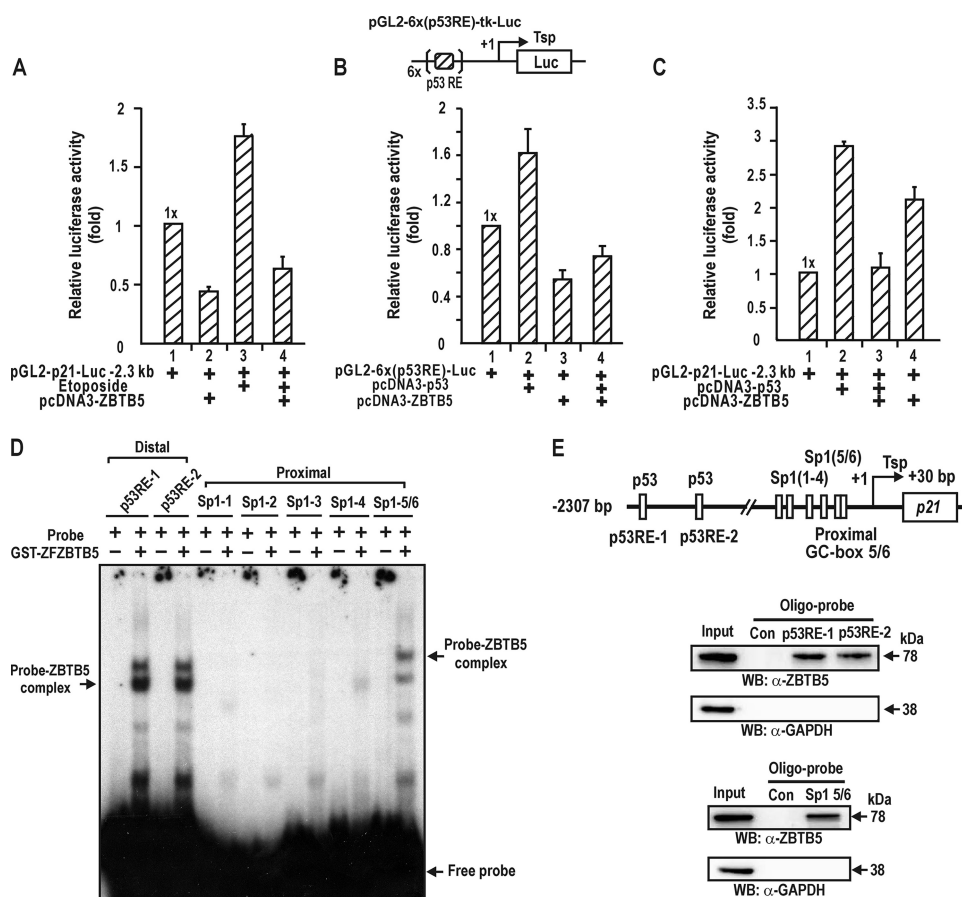 pGL2-6x(p53RE)-tk-Luc
+1 Tsp
6x Luc
p53 RE
A
Relative luciferase activity
(fold)
2
1.5
1
0.5
0
1x
1 2 3 4
pGL2-p21-Luc -2.3 kb + + + +
Etoposide + +
pcDNA3-ZBTB5 + +
B
Relative luciferase activity
(fold)
2
1.6
1.2
0.8
0.4
0
1x
1 2 3 4
pGL2-6x(p53RE)-Luc + + + +
pcDNA3-p53 + +
pcDNA3-ZBTB5 + +
C
Relative luciferase activity
(fold)
3.5
3
2.5
2
1.5
1
0.5
0
1x
1 2 3 4
pGL2-p21-Luc -2.3 kb + + + +
pcDNA3-p53 + +
pcDNA3-ZBTB5 + +
D
Distal
p53RE-1 p53RE-2
Proximal
Sp1-1 Sp1-2 Sp1-3 Sp1-4 Sp1-5/6
Probe + + + + + + + + + + + + + +
GST-ZFZBTB5 – + – + – + – + – + – + – +
Probe-ZBTB5
complex
Probe-ZBTB5
complex
Free probe
E
Sp1(5/6)
p53 p53 Sp1(1-4) +1 Tsp +30 bp
-2307 bp p21
p53RE-1 p53RE-2 Proximal
GC-box 5/6
Oligo-probe
Input Con p53RE-1 p53RE-2 kDa
78
WB: α-ZBTB5
38
WB: α-GAPDH
Oligo-probe
Input Con Sp1 5/6 kDa
78
WB: α-ZBTB5
38
WB: α-GAPDH